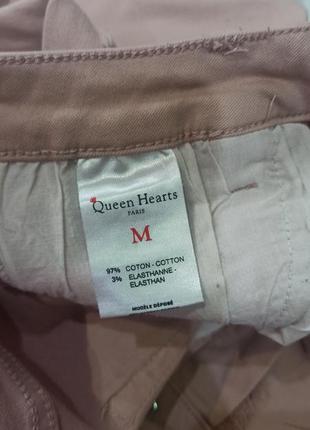 Queen Hearts
PARIS
M
97% COTON - COTTON
3% ELASTHANNE -
ELASTHAN
MODÈLE DÉPOSÉ